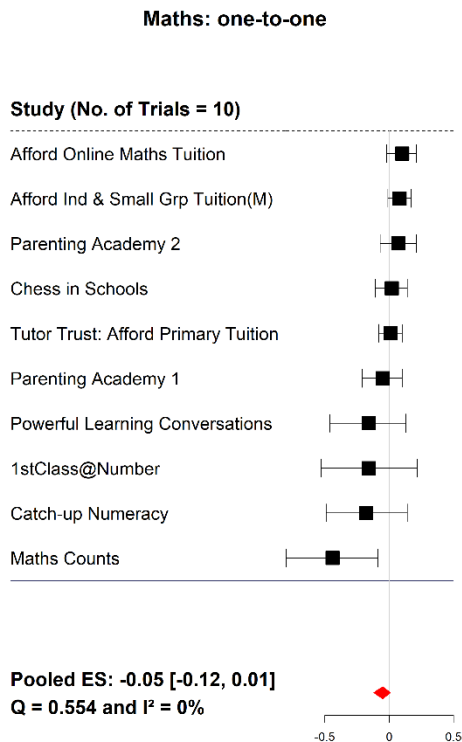 Maths: one-to-one
Study (No. of Trials = 10)
Afford Online Maths Tuition
Afford Ind & Small Grp Tuition(M)
Parenting Academy 2
Chess in Schools
Tutor Trust: Afford Primary Tuition
Parenting Academy 1
Powerful Learning Conversations
1stClass@Number
Catch-up Numeracy
Maths Counts
Pooled ES: -0.05 [-0.12, 0.01]
Q = 0.554 and I² = 0%
-0.5 0 0.5